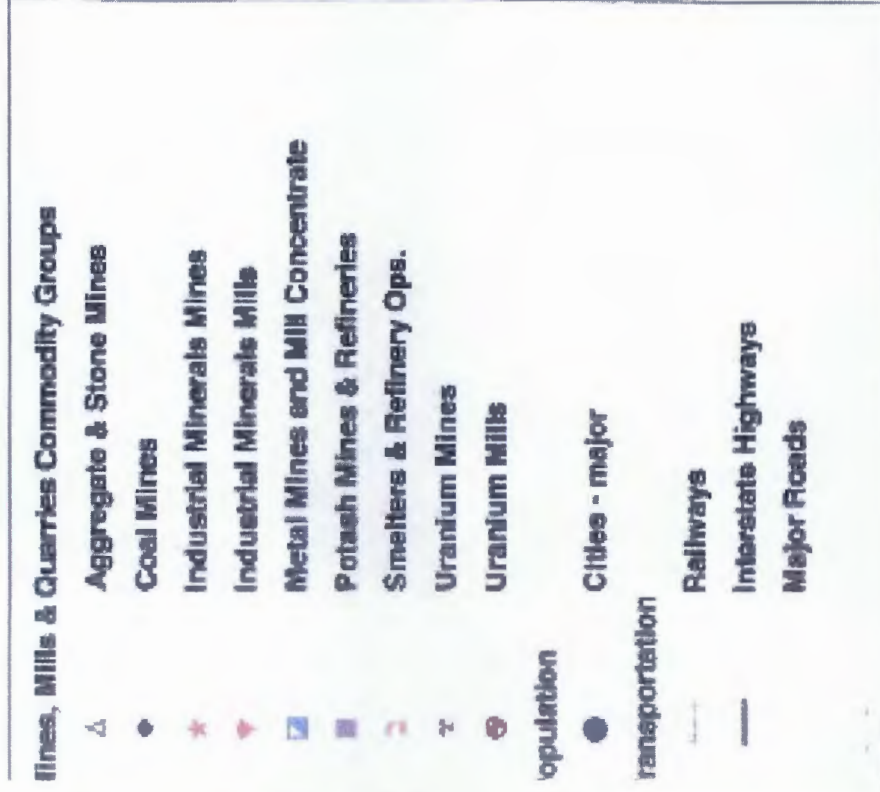 lines, Mills & Quarries Commodity Groups
Aggregate & Stone Mines
Coal Mines
Industrial Minerals Mines
Industrial Minerals Mills
Metal Mines and Mill Concentrate
Potash Mines & Refineries
Smelters & Refinery Ops.
Uranium Mines
Uranium Mills
opulation
Cities - major
ransportation
Railways
Interstate Highways
Major Roads